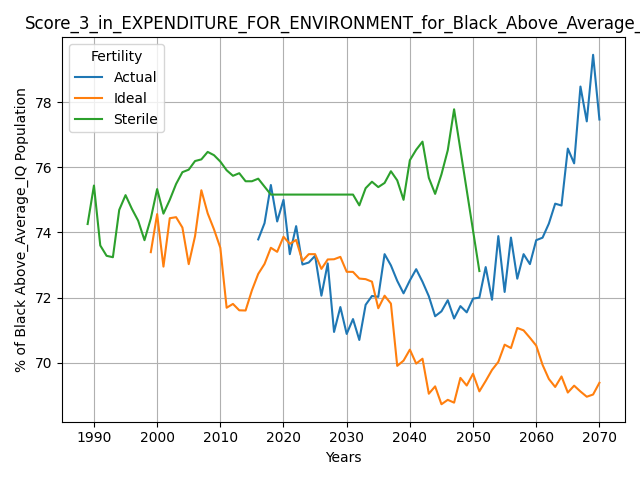 Score_3_in_EXPENDITURE_FOR_ENVIRONMENT_for_Black_Above_Average_
Fertility
Actual
Ideal
Sterile
% of Black Above_Average_IQ Population
78
76
74
72
70
1990 2000 2010 2020 2030 2040 2050 2060 2070
Years